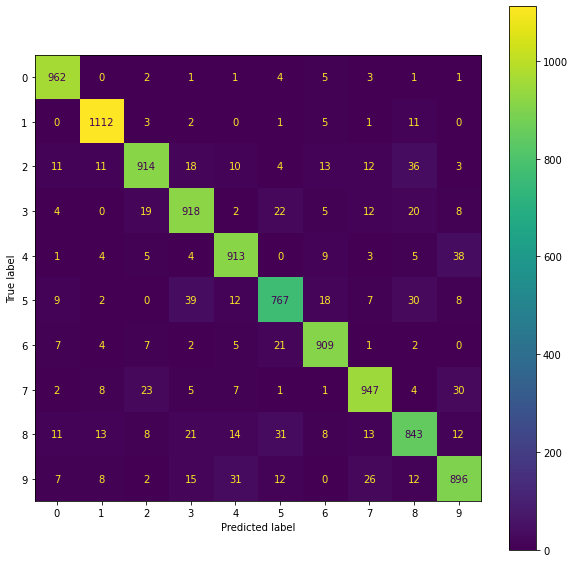 1000
0 962 0 2 1 1 4 5 3 1 1
1 0 1112 3 2 0 1 5 1 11 0
800
2 11 11 914 18 10 4 13 12 36 3
3 4 0 19 918 2 22 5 12 20 8
600
4 1 4 5 4 913 0 9 3 5 38
True label
5 9 2 0 39 12 767 18 7 30 8
400
6 7 4 7 2 5 21 909 1 2 0
7 2 8 23 5 7 1 1 947 4 30
200
8 11 13 8 21 14 31 8 13 843 12
9 7 8 2 15 31 12 0 26 12 896
0 1 2 3 4 5 6 7 8 9
Predicted label
0